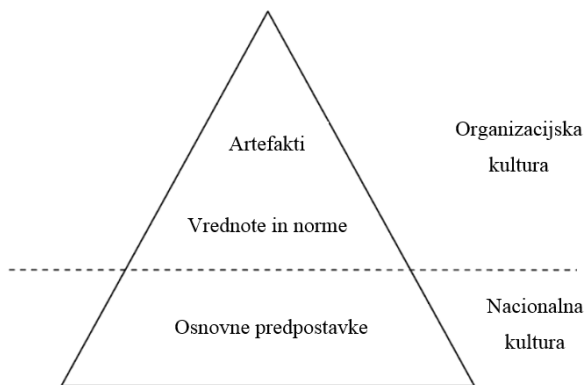 Artefakti
Organizacijska
kultura
Vrednote in norme
Osnovne predpostavke
Nacionalna
kultura